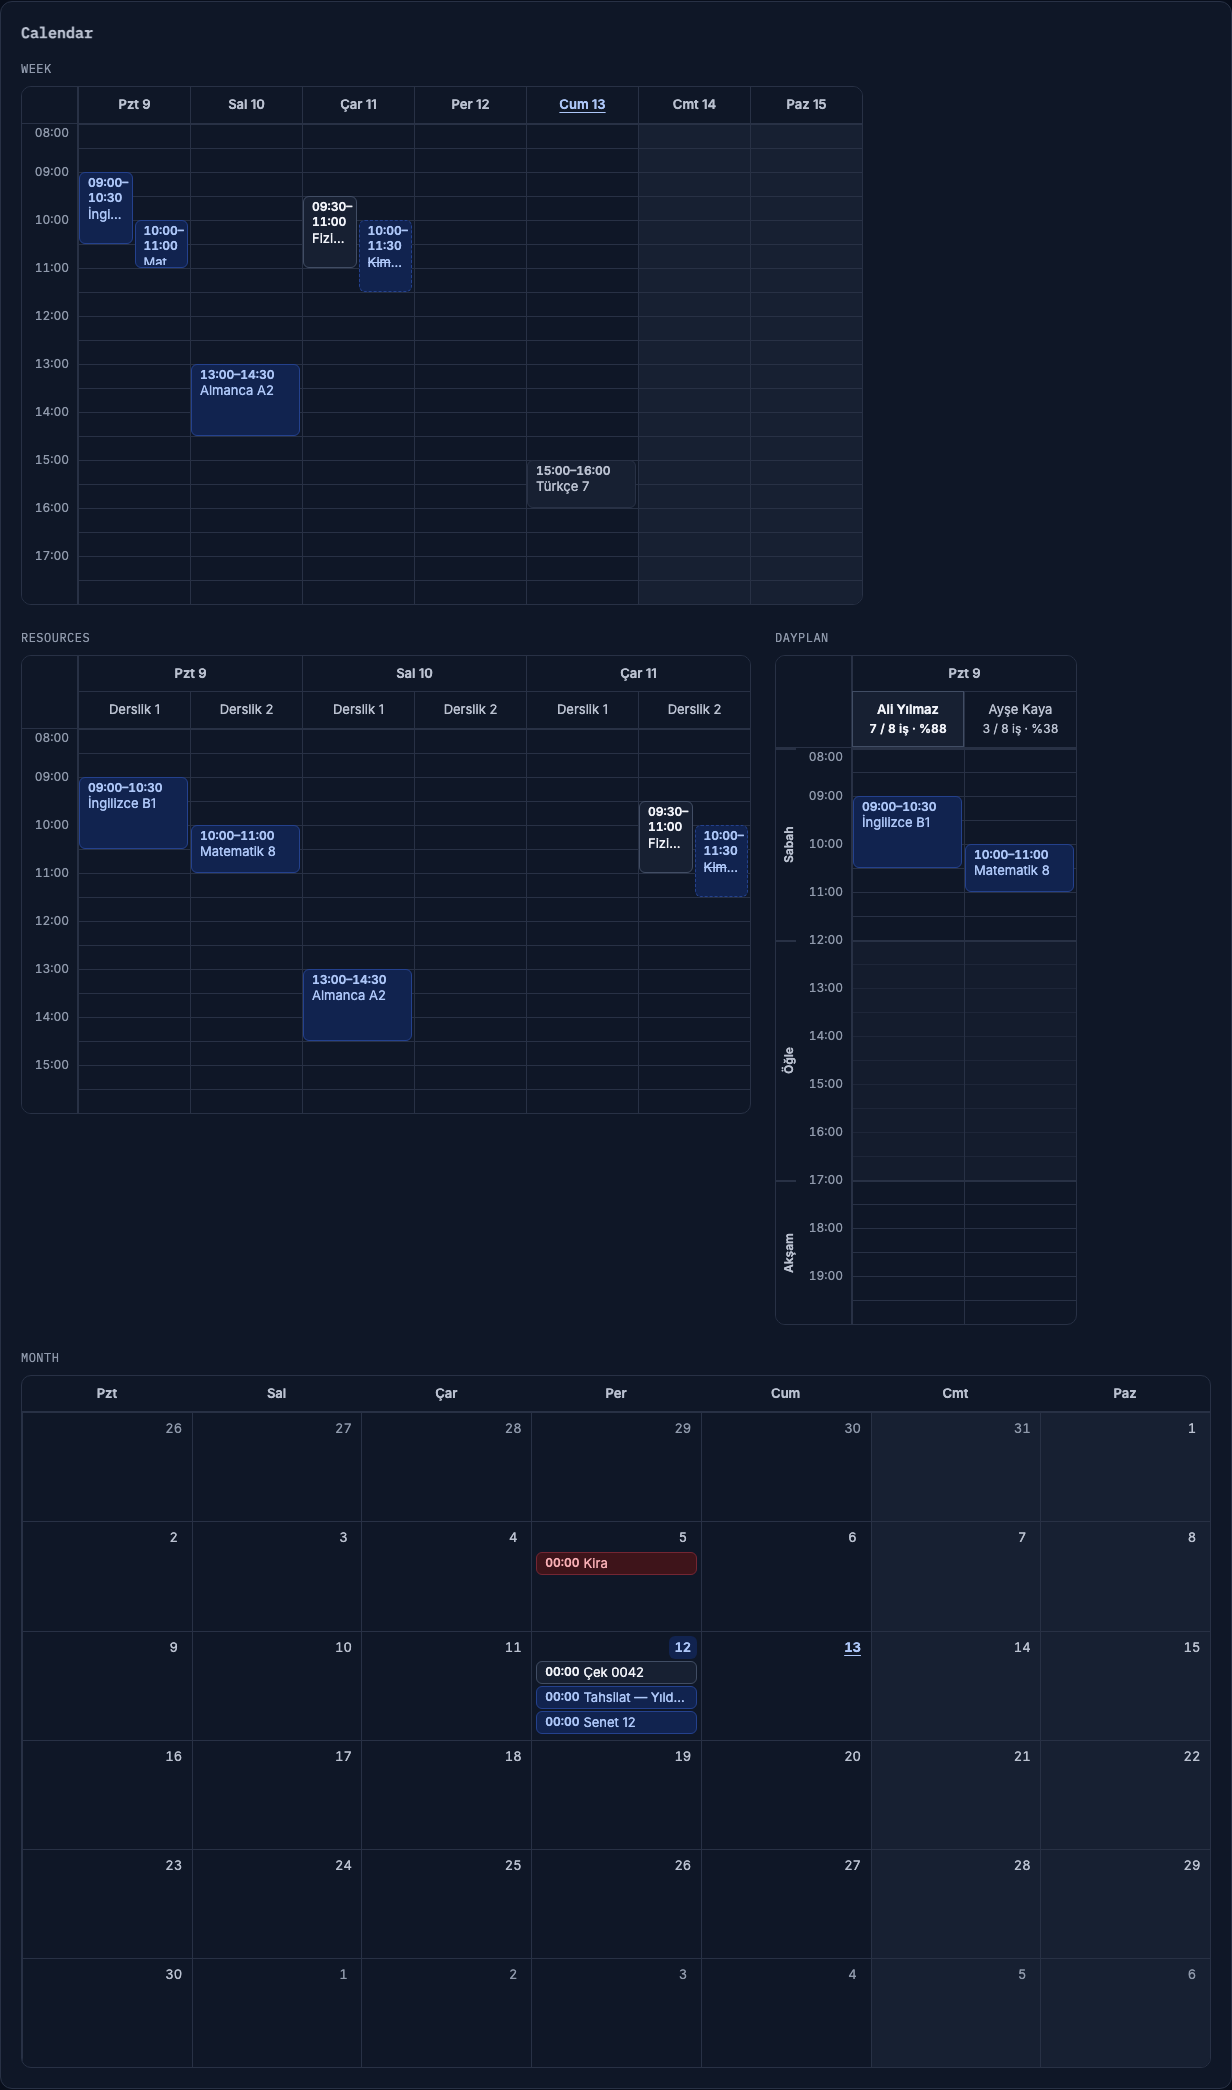 Calendar
WEEK
Pzt 9 Sal 10 Çar 11 Per 12 Cum 13 Cmt 14 Paz 15
08:00
09:00
10:00
11:00
12:00
13:00
14:00
15:00
16:00
17:00
09:00–
10:30
İngi...
10:00–
11:00
Mat
13:00–14:30
Almanca A2
09:30–
11:00
Fizi...
10:00–
11:30
Kim...
15:00–16:00
Türkçe 7
RESOURCES
Pzt 9 Sal 10 Çar 11
Derslik 1 Derslik 2 Derslik 1 Derslik 2 Derslik 1 Derslik 2
08:00
09:00
10:00
11:00
12:00
13:00
14:00
15:00
09:00–10:30
İngilizce B1
10:00–11:00
Matematik 8
13:00–14:30
Almanca A2
09:30–
11:00
Fizi...
10:00–
11:30
Kim...
DAYPLAN
Pzt 9
Ali Yılmaz
7 / 8 iş · %88
Ayşe Kaya
3 / 8 iş · %38
Sabah
Öğle
Akşam
08:00
09:00
10:00
11:00
12:00
13:00
14:00
15:00
16:00
17:00
18:00
19:00
09:00–10:30
İngilizce B1
10:00–11:00
Matematik 8
MONTH
Pzt Sal Çar Per Cum Cmt Paz
26 27 28 29 30 31 1
2 3 4 5 6 7 8
00:00 Kira
9 10 11 12 13 14 15
00:00 Çek 0042
00:00 Tahsilat — Yıld...
00:00 Senet 12
16 17 18 19 20 21 22
23 24 25 26 27 28 29
30 1 2 3 4 5 6